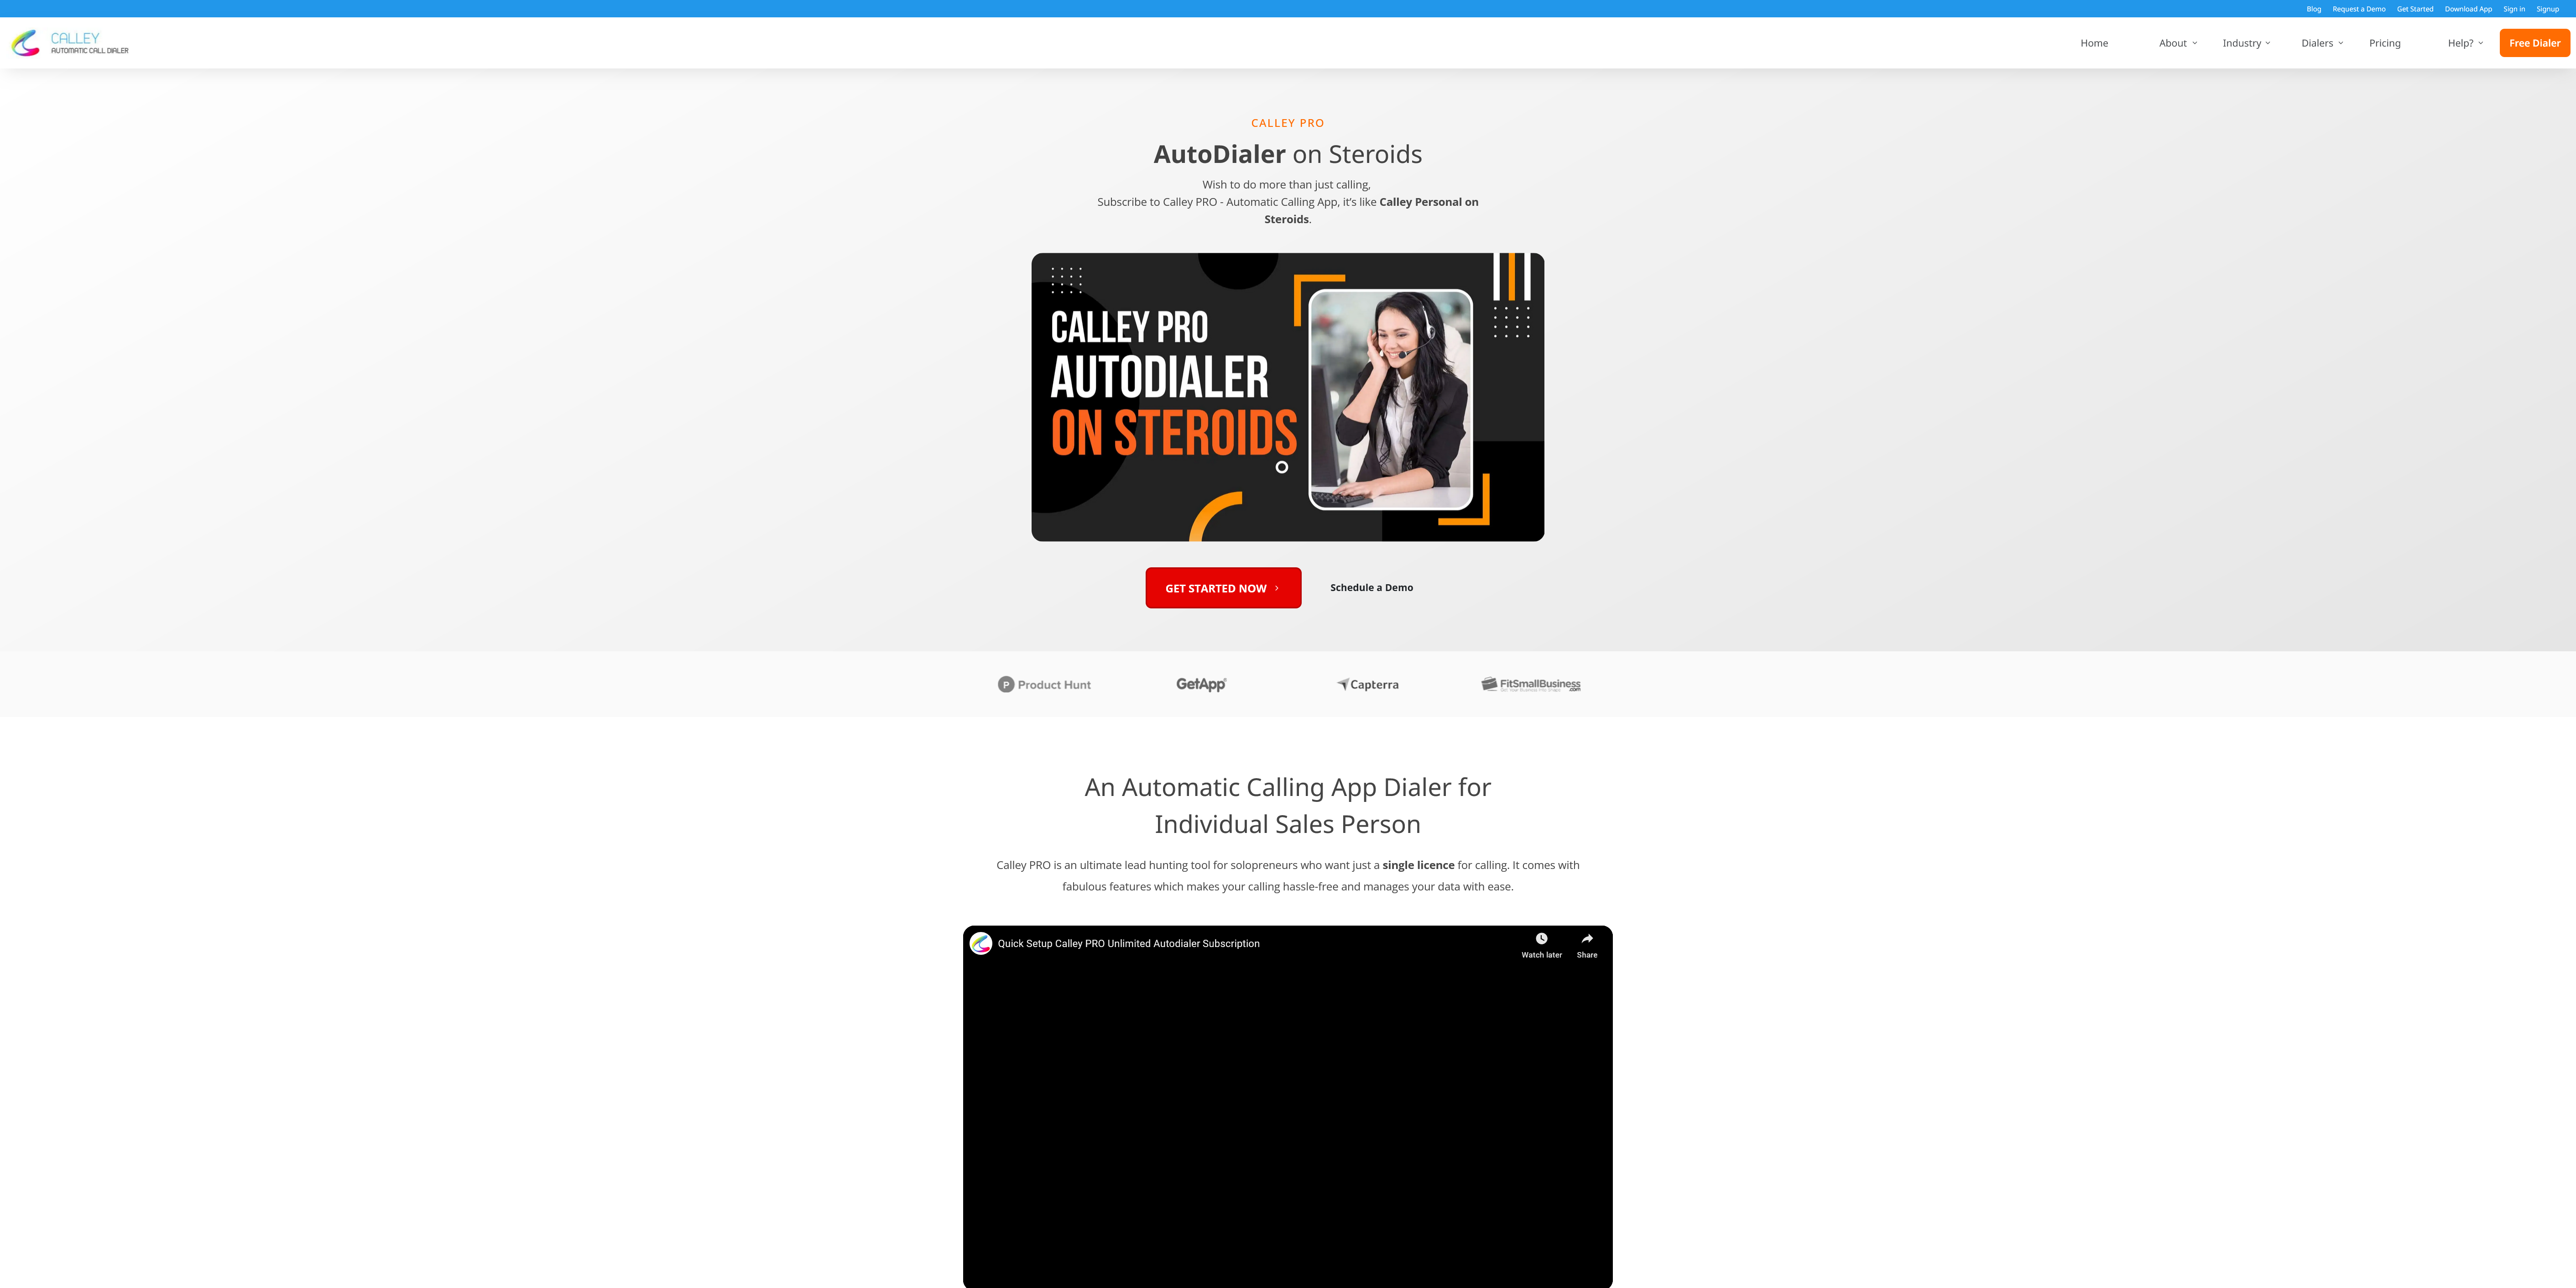 Blog Request a Demo Get Started Download App Sign in Signup
CALLEY
AUTOMATIC CALL DIALER
Home About Industry Dialers Pricing Help? Free Dialer
CALLEY PRO
AutoDialer on Steroids
Wish to do more than just calling,
Subscribe to Calley PRO - Automatic Calling App, it's like Calley Personal on
Steroids.
CALLEY PRO
AUTODIALER
ON STEROIDS
GET STARTED NOW
Schedule a Demo
P Product Hunt
GetApp
Capterra
FitSmallBusiness
.com
An Automatic Calling App Dialer for
Individual Sales Person
Calley PRO is an ultimate lead hunting tool for solopreneurs who want just a single licence for calling. It comes with
fabulous features which makes your calling hassle-free and manages your data with ease.
Quick Setup Calley PRO Unlimited Autodialer Subscription
Watch later
Share